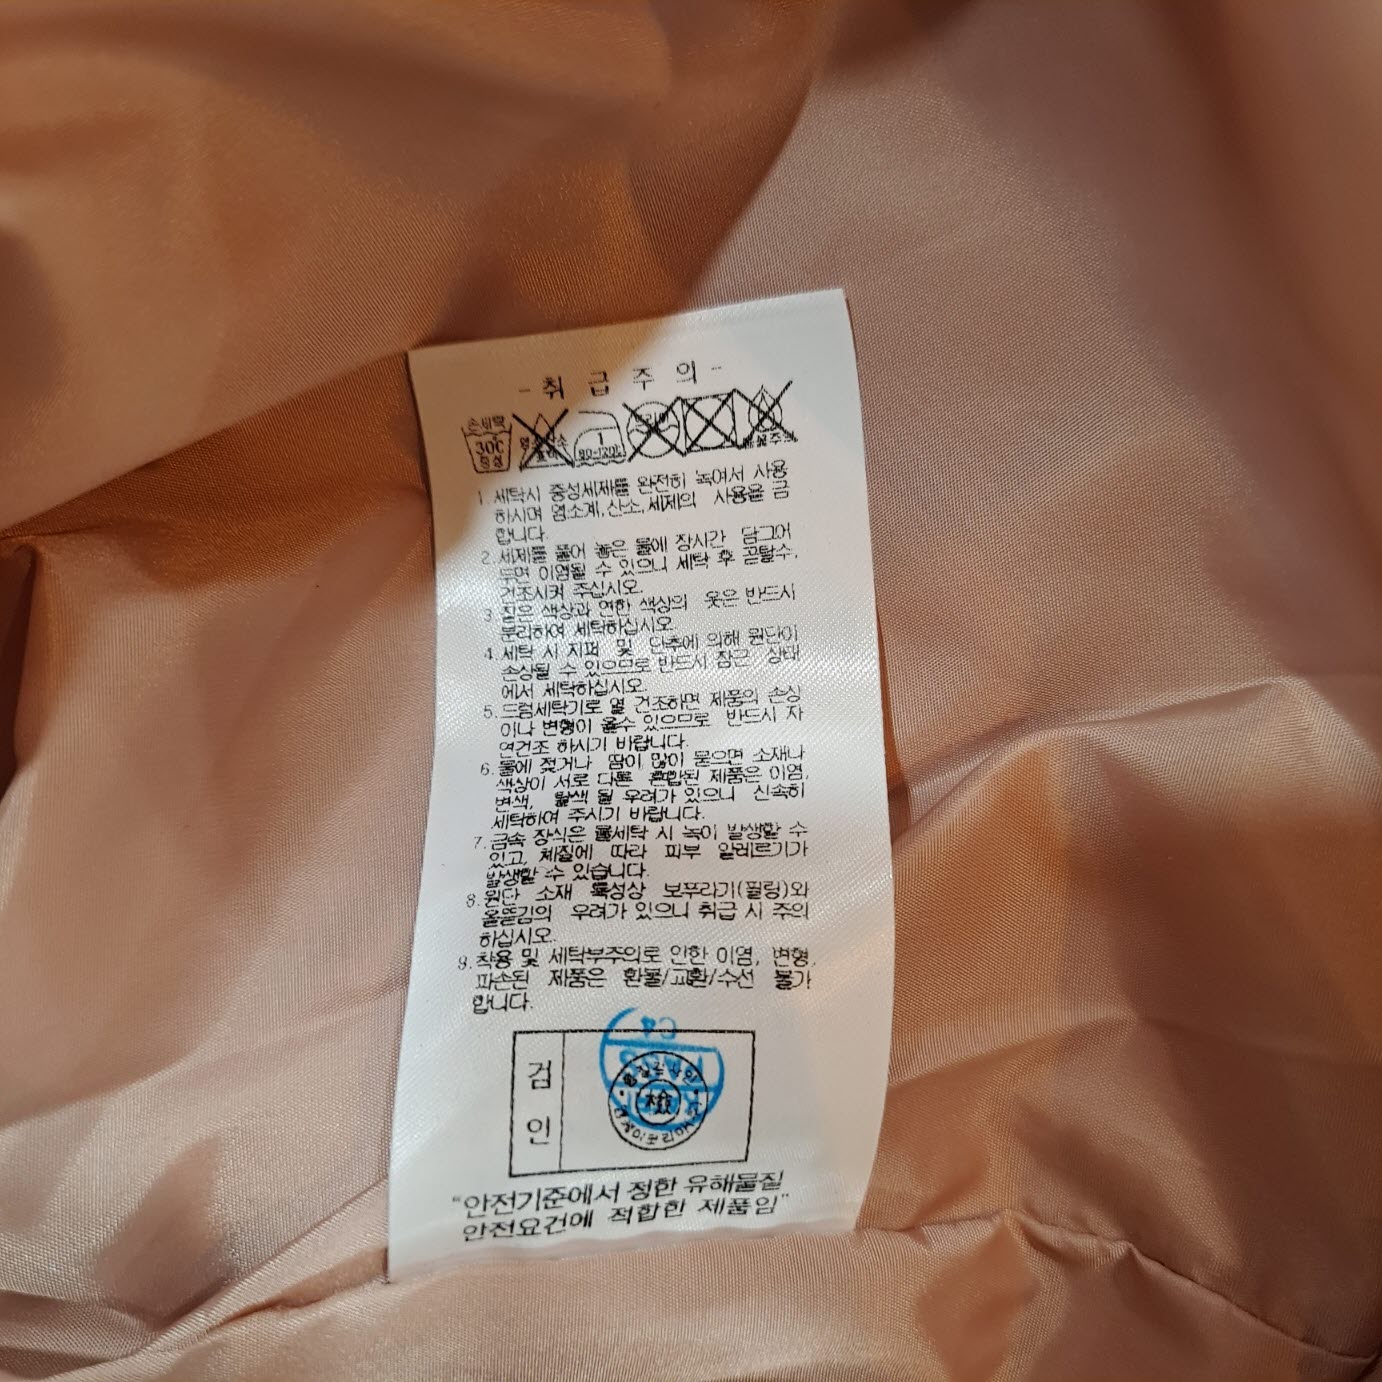 - 취 급 주 의 -
손세탁
30℃
중성
1
80-120℃
드라이
1. 세탁시 중성세제를 완전히 녹여서 사용
하시며 염소계, 산소, 세제의 사용을 금
합니다.
2. 세제를 풀어 놓은 물에 장시간 담그어
두면 이염될 수 있으니 세탁 후 곧탈수,
건조시켜 주십시오.
3. 짙은 색상과 연한 색상의 옷은 반드시
분리하여 세탁하십시오
4. 세탁 시 지퍼 및 단추에 의해 원단이
손상될 수 있으므로 반드시 잠근 상태
에서 세탁하십시오.
5. 드럼세탁기로 열 건조하면 제품의 손상
이나 변형이 올수 있으므로 반드시 자
연건조 하시기 바랍니다.
6. 물에 젖거나 땀이 많이 묻으면 소재나
색상이 서로 다른 혼합된 제품은 이염,
변색, 탈색 될 우려가 있으니 신속히
세탁하여 주시기 바랍니다.
7. 금속 장식은 물세탁 시 녹이 발생할 수
있고, 체질에 따라 피부 알레르기가
발생할 수 있습니다.
8. 원단 소재 특성상 보푸라기(필링)와
올뜯김의 우려가 있으니 취급 시 주의
하십시오.
9. 착용 및 세탁부주의로 인한 이염, 변형,
파손된 제품은 환불/교환/수선 불가
합니다.
검
인
檢
C4
"안전기준에서 정한 유해물질
안전요건에 적합한 제품임"